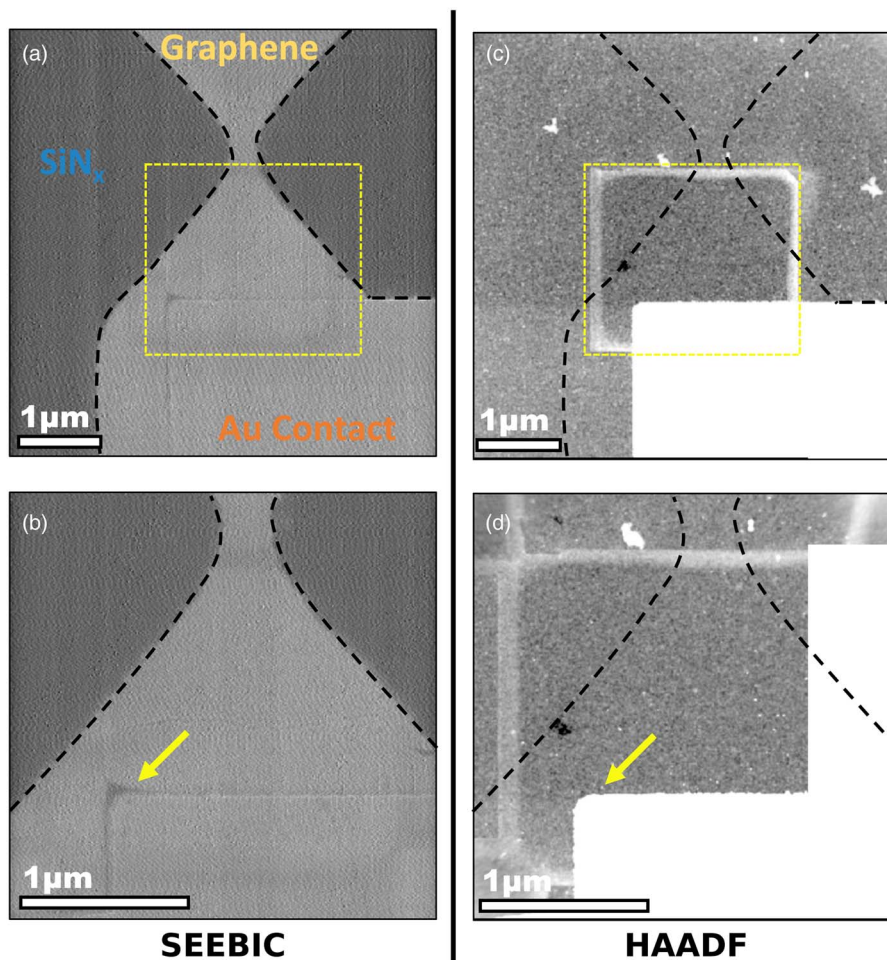 (a)
Graphene
SiNₓ
1μm
Au Contact
(c)
1μm
(b)
1μm
(d)
1μm
SEEBIC
HAADF